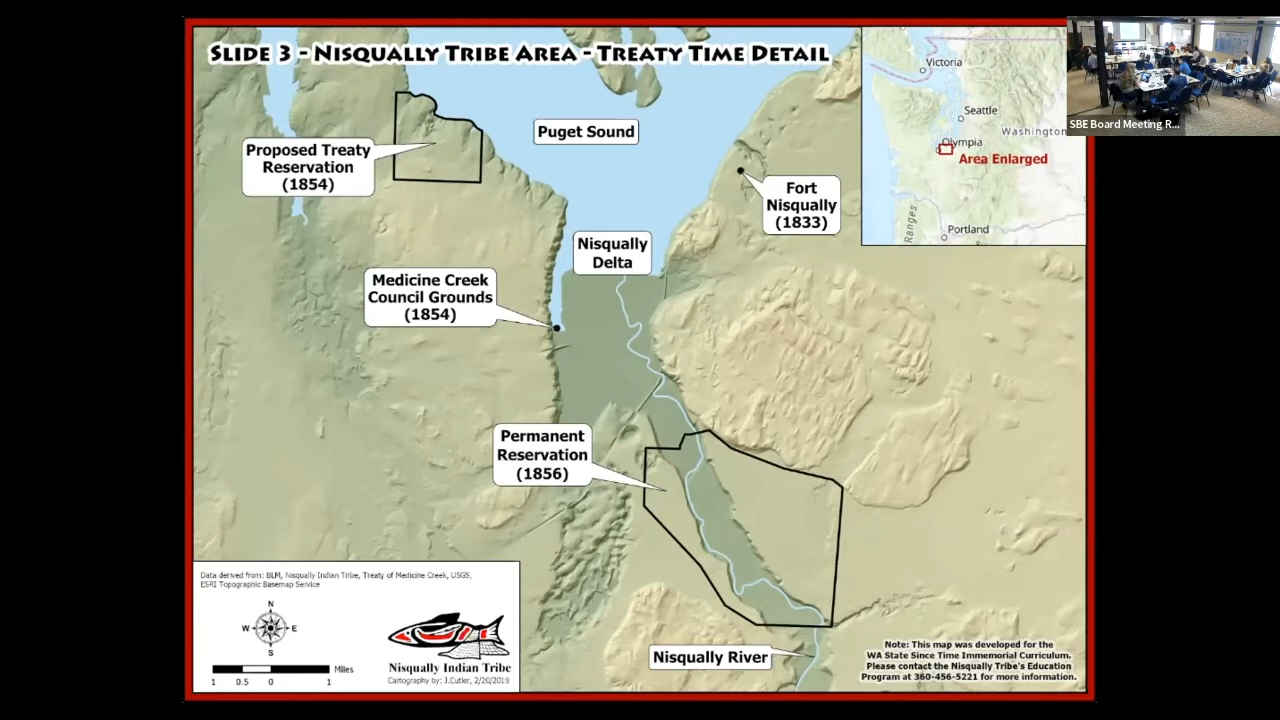 SLIDE 3 - NISQUALLY TRIBE AREA - TREATY TIME DETAIL
Victoria
Seattle
Washington
Olympia
Area Enlarged
Portland
Ranges
SBE Board Meeting R...
Puget Sound
Proposed Treaty
Reservation
(1854)
Fort
Nisqually
(1833)
Nisqually
Delta
Medicine Creek
Council Grounds
(1854)
Permanent
Reservation
(1856)
Nisqually River
Data derived from: BLM, Nisqually Indian Tribe, Treaty of Medicine Creek, USGS,
ESRI Topographic Basemap Service
N
W E
S
Miles
1 0.5 0 1
Nisqually Indian Tribe
Cartography by: J.Cutler, 2/20/2019
Note: This map was developed for the
WA State Since Time Immemorial Curriculum.
Please contact the Nisqually Tribe's Education
Program at 360-456-5221 for more information.